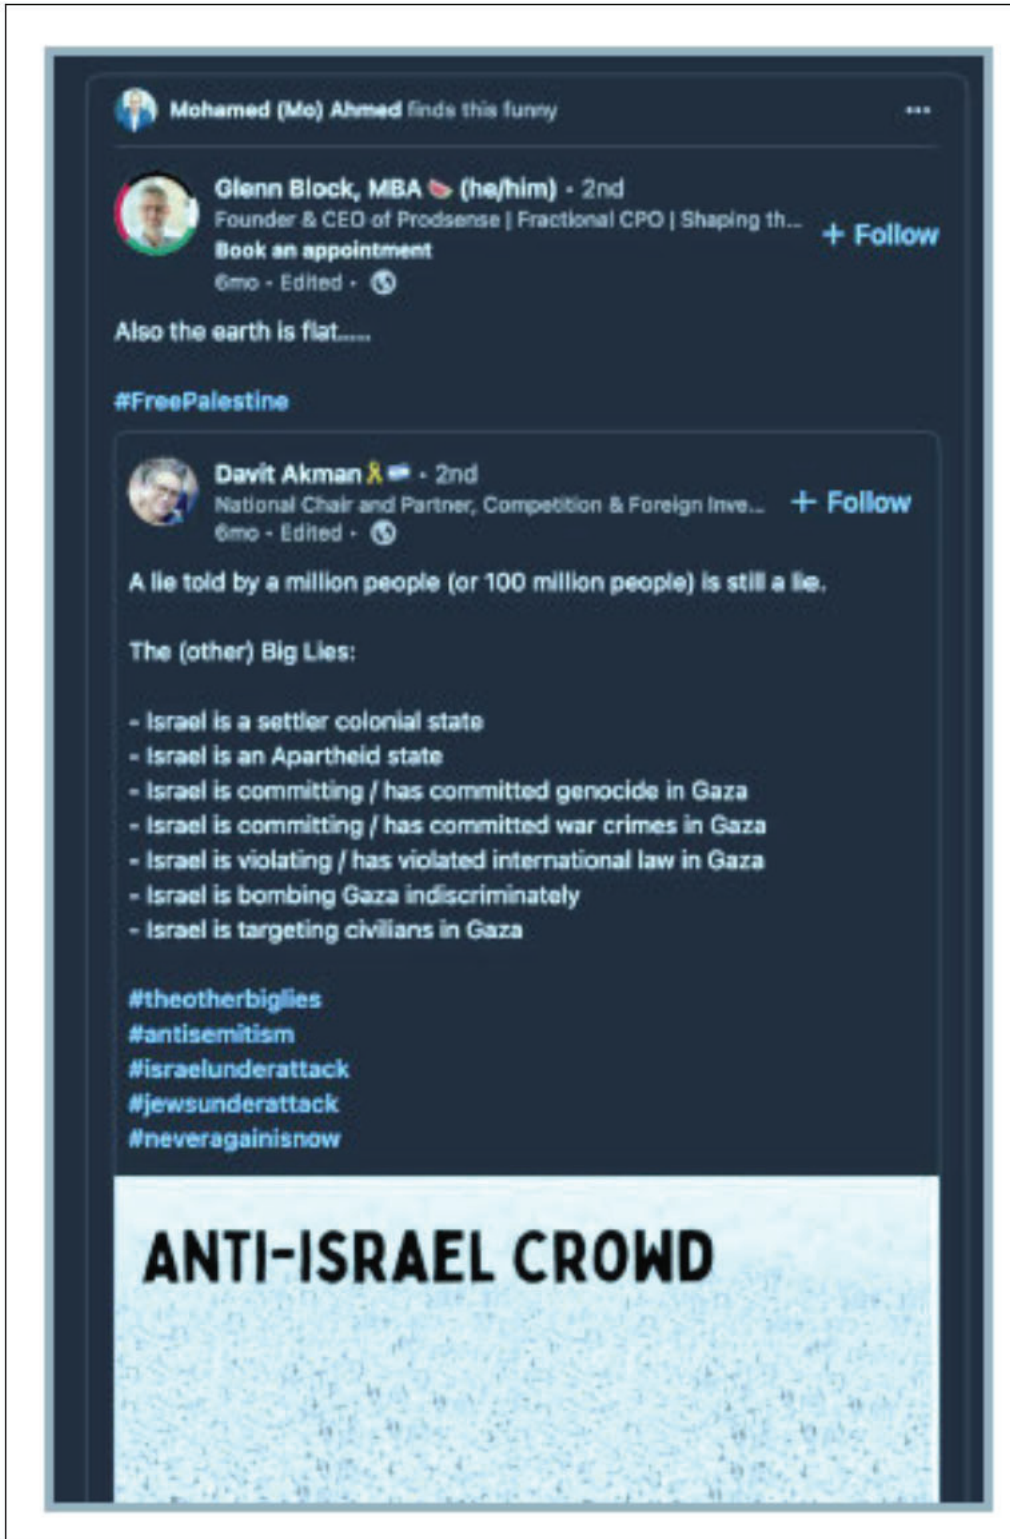 Mohamed (Mo) Ahmed finds this funny
Glenn Block, MBA 🍉 (he/him) • 2nd
Founder & CEO of Prodsense | Fractional CPO | Shaping th...
+ Follow
Book an appointment
6mo • Edited •
Also the earth is flat.....
#FreePalestine
Davit Akman 🎗️🇮🇱 • 2nd
National Chair and Partner, Competition & Foreign Inve...
+ Follow
6mo • Edited •
A lie told by a million people (or 100 million people) is still a lie.
The (other) Big Lies:
- Israel is a settler colonial state
- Israel is an Apartheid state
- Israel is committing / has committed genocide in Gaza
- Israel is committing / has committed war crimes in Gaza
- Israel is violating / has violated international law in Gaza
- Israel is bombing Gaza indiscriminately
- Israel is targeting civilians in Gaza
#theotherbiglies
#antisemitism
#israelunderattack
#jewsunderattack
#neveragainisnow
ANTI-ISRAEL CROWD